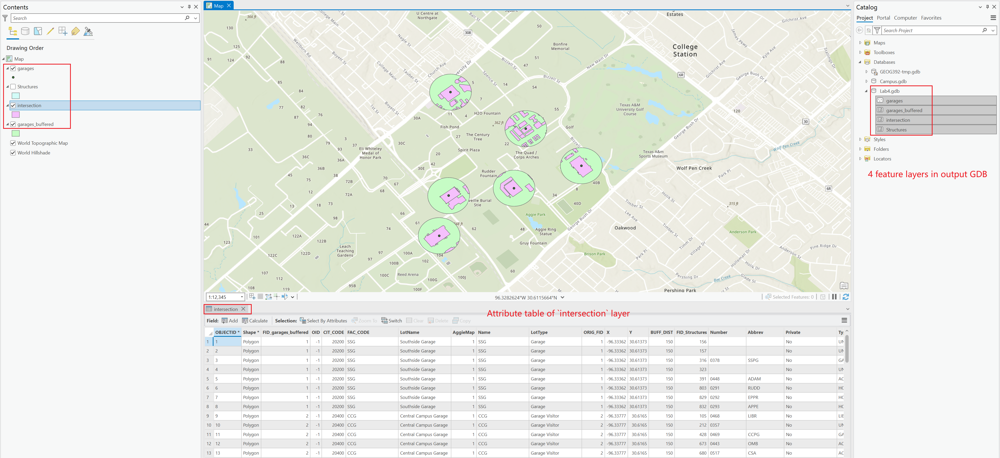 Contents
Search
Drawing Order
Map
garages
Structures
intersection
garages_buffered
World Topographic Map
World Hillshade
Map
366 ft
College Main
U Centre at
Northgate
Ball St
Square
Estates
Gilchrist Ave
130
50
308
James Pkwy
Nagle St
Wellborn Rd
Bonfire
Memorial
College
Station
Kyle Ave
Stallings Dr
125
92
91
124
88
Boyett St
51
Bizzell St
47
New Main Dr
College Main
Church Ave
Tauber St
Gilchrist Ave
George Bush Dr E
6R
85
Spence St
14
54
Bizzell St
5
84
7
55
77
82
1st St
Boyett St
Texas A&M
University Golf
Course
120
87
76
H2O Fountain
30A
11
4
30
94
362 ft
Fish Pond
Golf
George Bush Dr
80
3
27
The Century
Tree
79
37
30C
Bizzell
33
93
Eli Whiteley
Medal of
Honor Park
Spirit Plaza
22
The Quad /
Corps Arches
Texas A&m
Sports Museum
Wolf Pen Creek
36C
36A
20
42
36B
30E
Rudder
Fountain
Wolf Pen Creek
Park Pl
45
38
70
75
72B
67
40B
12
72A
68
8
34
6R
Holik St
18
73
veille Burial
Stie
40D
13
Timber St
315 ft
25
66
Aggie Park
Lee Ave
98
George Bush Dr
44
61
348 ft
74
62
48
Aggie Ring
Statue
Oakwood
Timber St
Anderson Park
101
122A
123
122B
Gruy Fountain
Timm Dr
Village Dr
Anderson St
Pine Ridge Dr
Leach
Teaching
Gardens
97
100A
104
122C
122D
97
102
Brison Park
Park Pl
Holleman Dr
100B
Holik Dr
107
112
100C
Reed Arena
100J
60
100G
Pershing Dr
Bee Creek
Glade St
95B
108
119
100F
Pershing Park
1:12,345
96.3282624°W 30.6115664°N
Selected Features: 0
intersection
Attribute table of `intersection` layer
Field: Add Calculate Selection: Select By Attributes Zoom To Switch Clear Delete Copy
OBJECTID * Shape * FID_garages_buffered OID CIT_CODE FAC_CODE LotName AggieMap Name LotType ORIG_FID X Y BUFF_DIST FID_Structures Number Abbrev Private Ty
1 1 Polygon 1 -1 20200 SSG Southside Garage 1 SSG Garage 1 -96.33362 30.61373 150 156 No UN
2 2 Polygon 1 -1 20200 SSG Southside Garage 1 SSG Garage 1 -96.33362 30.61373 150 157 No UN
3 3 Polygon 1 -1 20200 SSG Southside Garage 1 SSG Garage 1 -96.33362 30.61373 150 316 0378 SSPG No GA
4 4 Polygon 1 -1 20200 SSG Southside Garage 1 SSG Garage 1 -96.33362 30.61373 150 323 No UN
5 5 Polygon 1 -1 20200 SSG Southside Garage 1 SSG Garage 1 -96.33362 30.61373 150 391 0448 ADAM No AC
6 6 Polygon 1 -1 20200 SSG Southside Garage 1 SSG Garage 1 -96.33362 30.61373 150 803 0291 RUDD No HO
7 7 Polygon 1 -1 20200 SSG Southside Garage 1 SSG Garage 1 -96.33362 30.61373 150 829 0292 EPPR No HO
8 8 Polygon 1 -1 20200 SSG Southside Garage 1 SSG Garage 1 -96.33362 30.61373 150 832 0293 APPE No HO
9 9 Polygon 2 -1 20400 CCG Central Campus Garage 1 CCG Garage Visitor 2 -96.33777 30.6165 150 105 0468 LIBR No LIE
10 10 Polygon 2 -1 20400 CCG Central Campus Garage 1 CCG Garage Visitor 2 -96.33777 30.6165 150 212 0357 No UN
11 11 Polygon 2 -1 20400 CCG Central Campus Garage 1 CCG Garage Visitor 2 -96.33777 30.6165 150 428 0469 CCPG No GA
12 12 Polygon 2 -1 20400 CCG Central Campus Garage 1 CCG Garage Visitor 2 -96.33777 30.6165 150 673 0443 OMB No AC
13 13 Polygon 2 -1 20400 CCG Central Campus Garage 1 CCG Garage Visitor 2 -96.33777 30.6165 150 680 0517 CSA No AC
Catalog
Project Portal Computer Favorites
Search Project
Maps
Toolboxes
Databases
GEOG392-tmp.gdb
Campus.gdb
Lab4.gdb
garages
garages_buffered
intersection
Structures
Styles
Folders
Locators
4 feature layers in output GDB